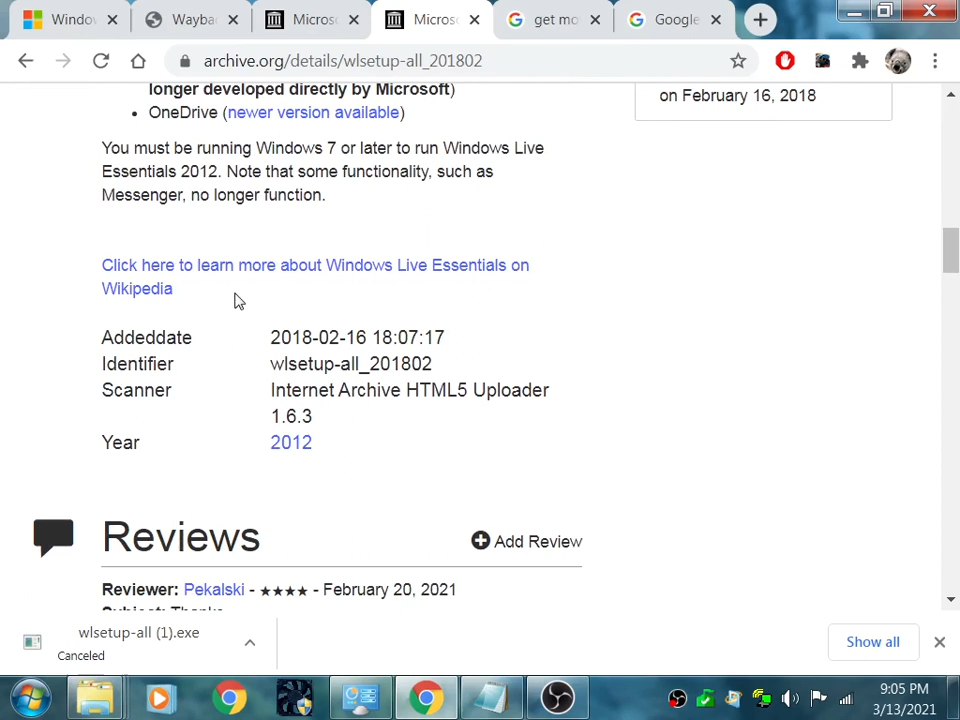 Window
Wayba
Micros
Micros
get mo
Google
archive.org/details/wlsetup-all_201802
longer developed directly by Microsoft)
on February 16, 2018
• OneDrive (newer version available)
You must be running Windows 7 or later to run Windows Live
Essentials 2012. Note that some functionality, such as
Messenger, no longer function.
Click here to learn more about Windows Live Essentials on
Wikipedia
Addeddate 2018-02-16 18:07:17
Identifier wlsetup-all_201802
Scanner Internet Archive HTML5 Uploader
1.6.3
Year 2012
Reviews
Add Review
Reviewer: Pekalski - ★★★★ - February 20, 2021
Subject: Thanks
wlsetup-all (1).exe
Canceled
Show all
9:05 PM
3/13/2021